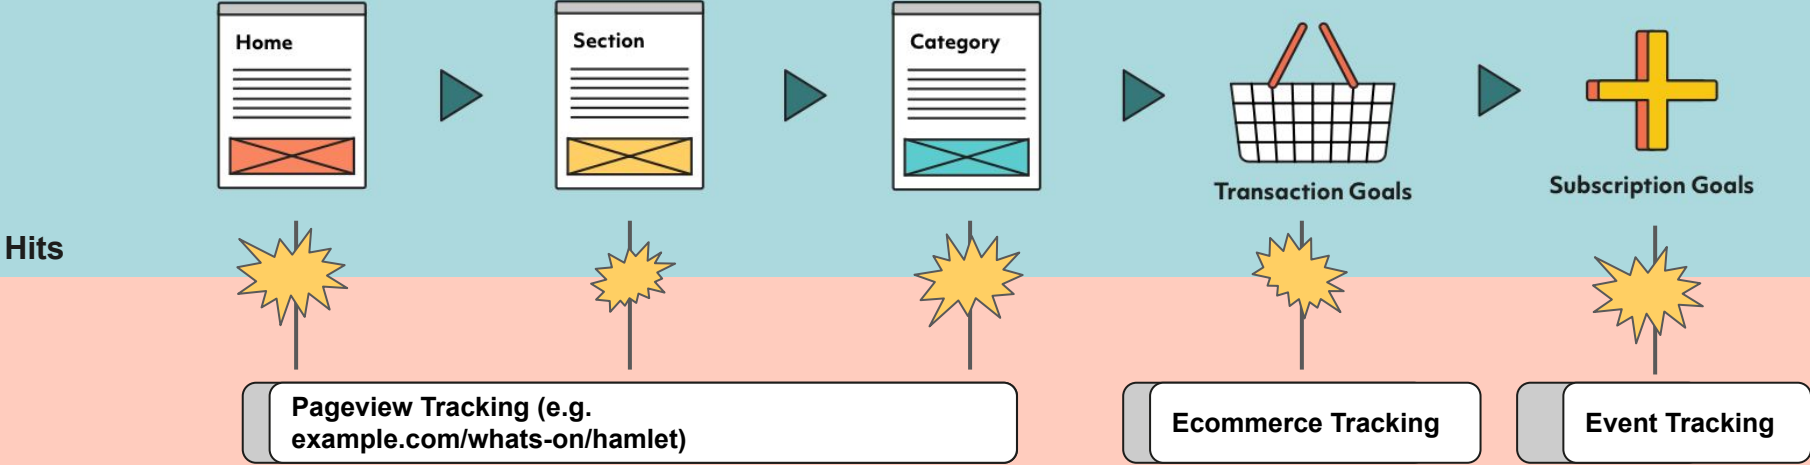 Home
Section
Category
Transaction Goals
Subscription Goals
Hits
Pageview Tracking (e.g.
example.com/whats-on/hamlet)
Ecommerce Tracking
Event Tracking